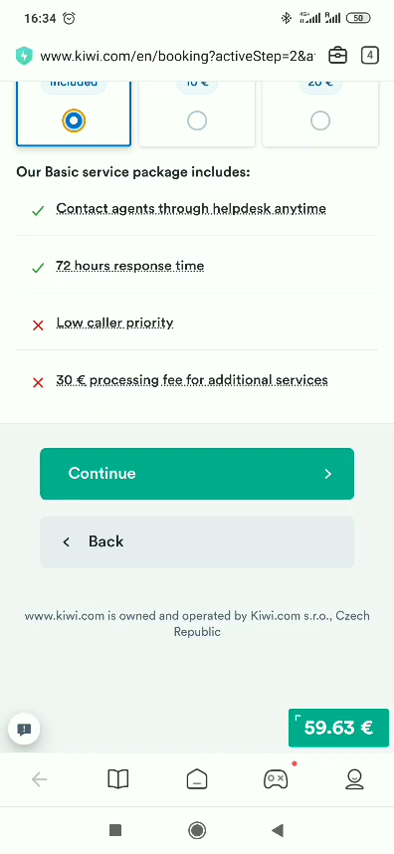 16:34
4G+
R
50
www.kiwi.com/en/booking?activeStep=2&a
4
included
10 €
20 €
Our Basic service package includes:
Contact agents through helpdesk anytime
72 hours response time
Low caller priority
30 € processing fee for additional services
Continue
Back
www.kiwi.com is owned and operated by Kiwi.com s.r.o., Czech
Republic
59.63 €